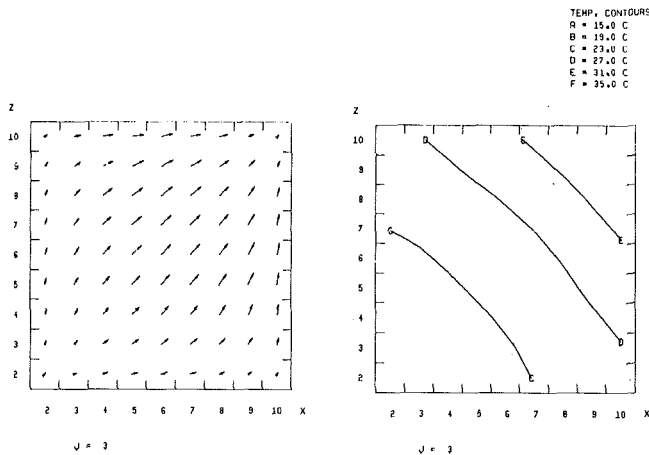 TEMP. CONTOURS
A = 15.0 C
B = 19.0 C
C = 23.0 C
D = 27.0 C
E = 31.0 C
F = 35.0 C
Z
10
9
8
7
6
5
4
3
2
2 3 4 5 6 7 8 9 10 X
J = 3
Z
10
9
8
7
6
5
4
3
2
D E
C E
D
C
2 3 4 5 6 7 8 9 10 X
J = 3